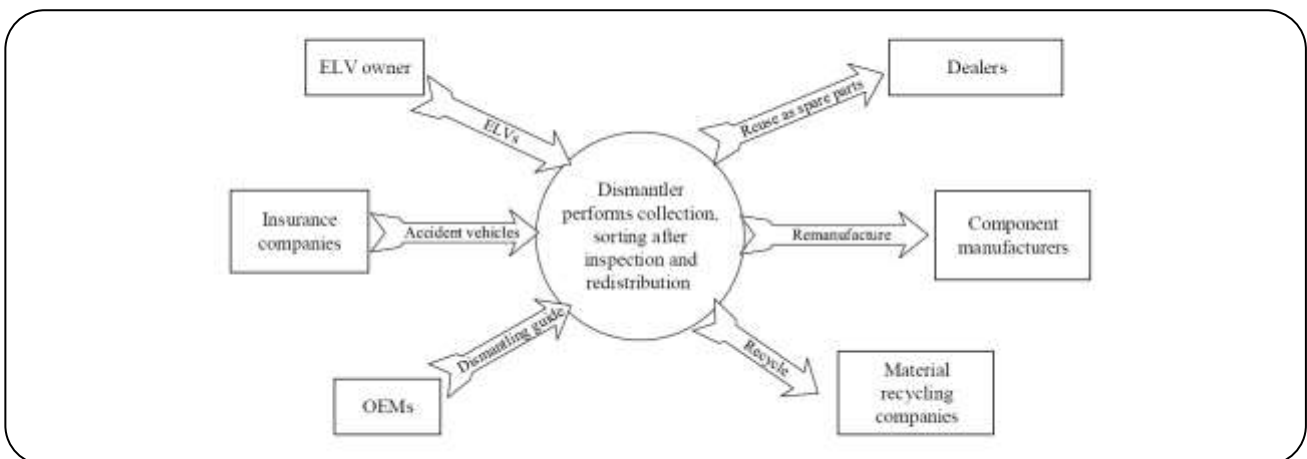 ELV owner
ELVs
Insurance
companies
Accident vehicles
OEMs
Dismantling guide
Dismantler
performs collection,
sorting after
inspection and
redistribution
Reuse as spare parts
Dealers
Remanufacture
Component
manufacturers
Recycle
Material
recycling
companies